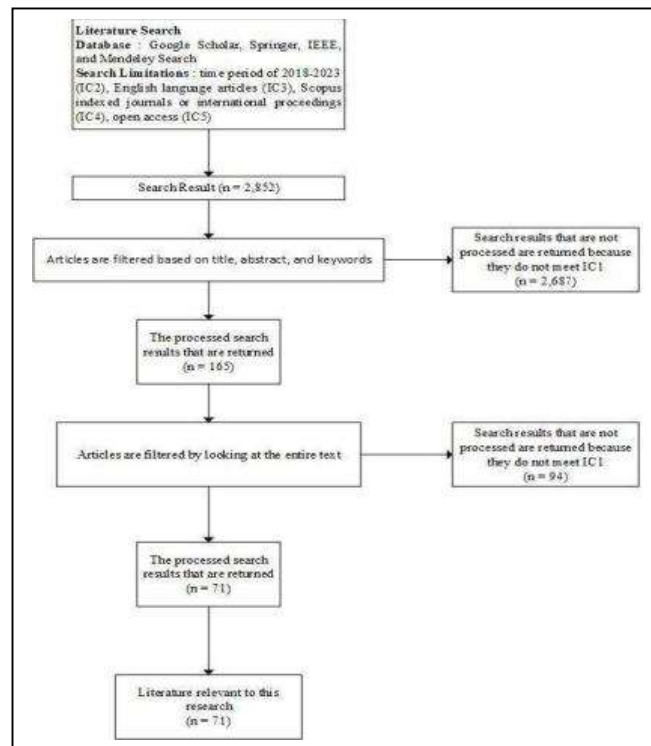 Literature Search
Database : Google Scholar, Springer, IEEE,
and Mendeley Search
Search Limitations : time period of 2018-2023
(IC2), English language articles (IC3), Scopus
indexed journals or international proceedings
(IC4), open access (IC5)
Search Result (n = 2,852)
Articles are filtered based on title, abstract, and keywords
Search results that are not
processed are returned because
they do not meet IC1
(n = 2,687)
The processed search
results that are returned
(n = 165)
Articles are filtered by looking at the entire text
Search results that are not
processed are returned because
they do not meet IC1
(n = 94)
The processed search
results that are returned
(n = 71)
Literature relevant to this
research
(n = 71)